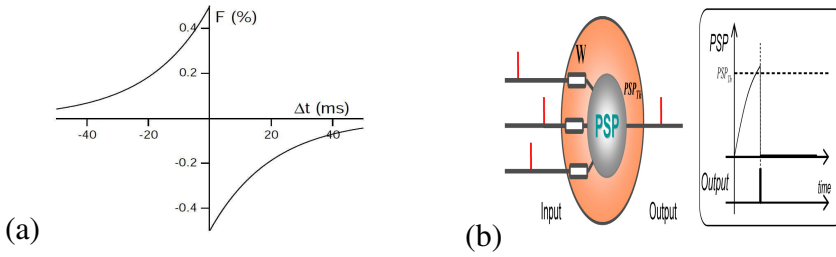 F (%)
0.4
0.2
Δt (ms)
-40
-20
20
40
-0.2
-0.4
(a)
W
PSP_Th
PSP
Input
Output
(b)
PSP
PSP_Th
Output
time